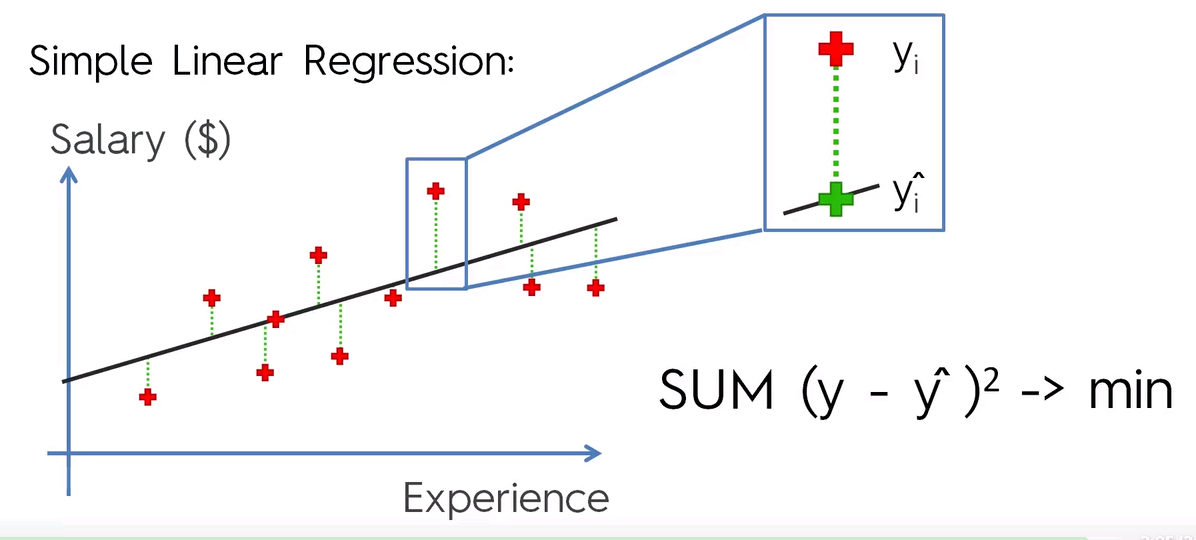 Simple Linear Regression:
Salary ($)
yᵢ
ŷᵢ
SUM (y - ŷ)² -> min
Experience